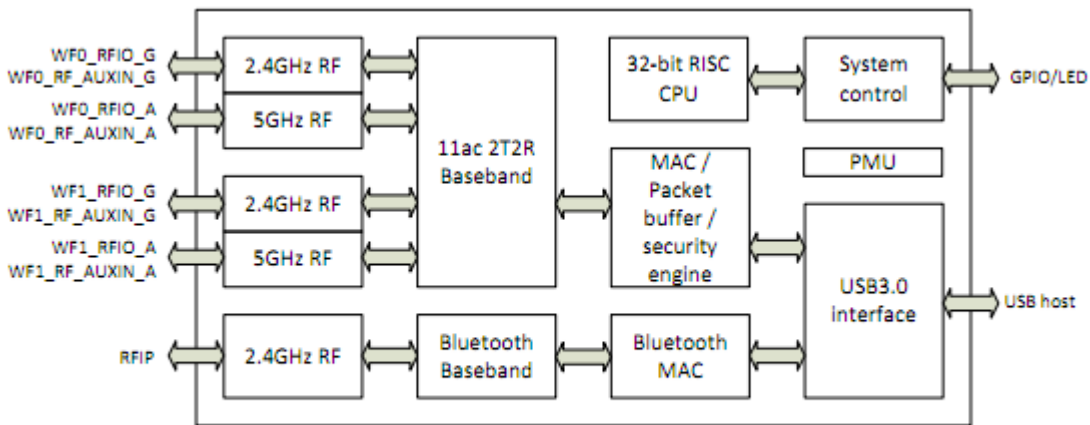 WF0_RFIO_G
WF0_RF_AUXIN_G
WF0_RFIO_A
WF0_RF_AUXIN_A
WF1_RFIO_G
WF1_RF_AUXIN_G
WF1_RFIO_A
WF1_RF_AUXIN_A
RFIP
2.4GHz RF
5GHz RF
2.4GHz RF
5GHz RF
2.4GHz RF
11ac 2T2R
Baseband
Bluetooth
Baseband
32-bit RISC
CPU
MAC /
Packet
buffer /
security
engine
Bluetooth
MAC
System
control
PMU
USB3.0
interface
GPIO/LED
USB host